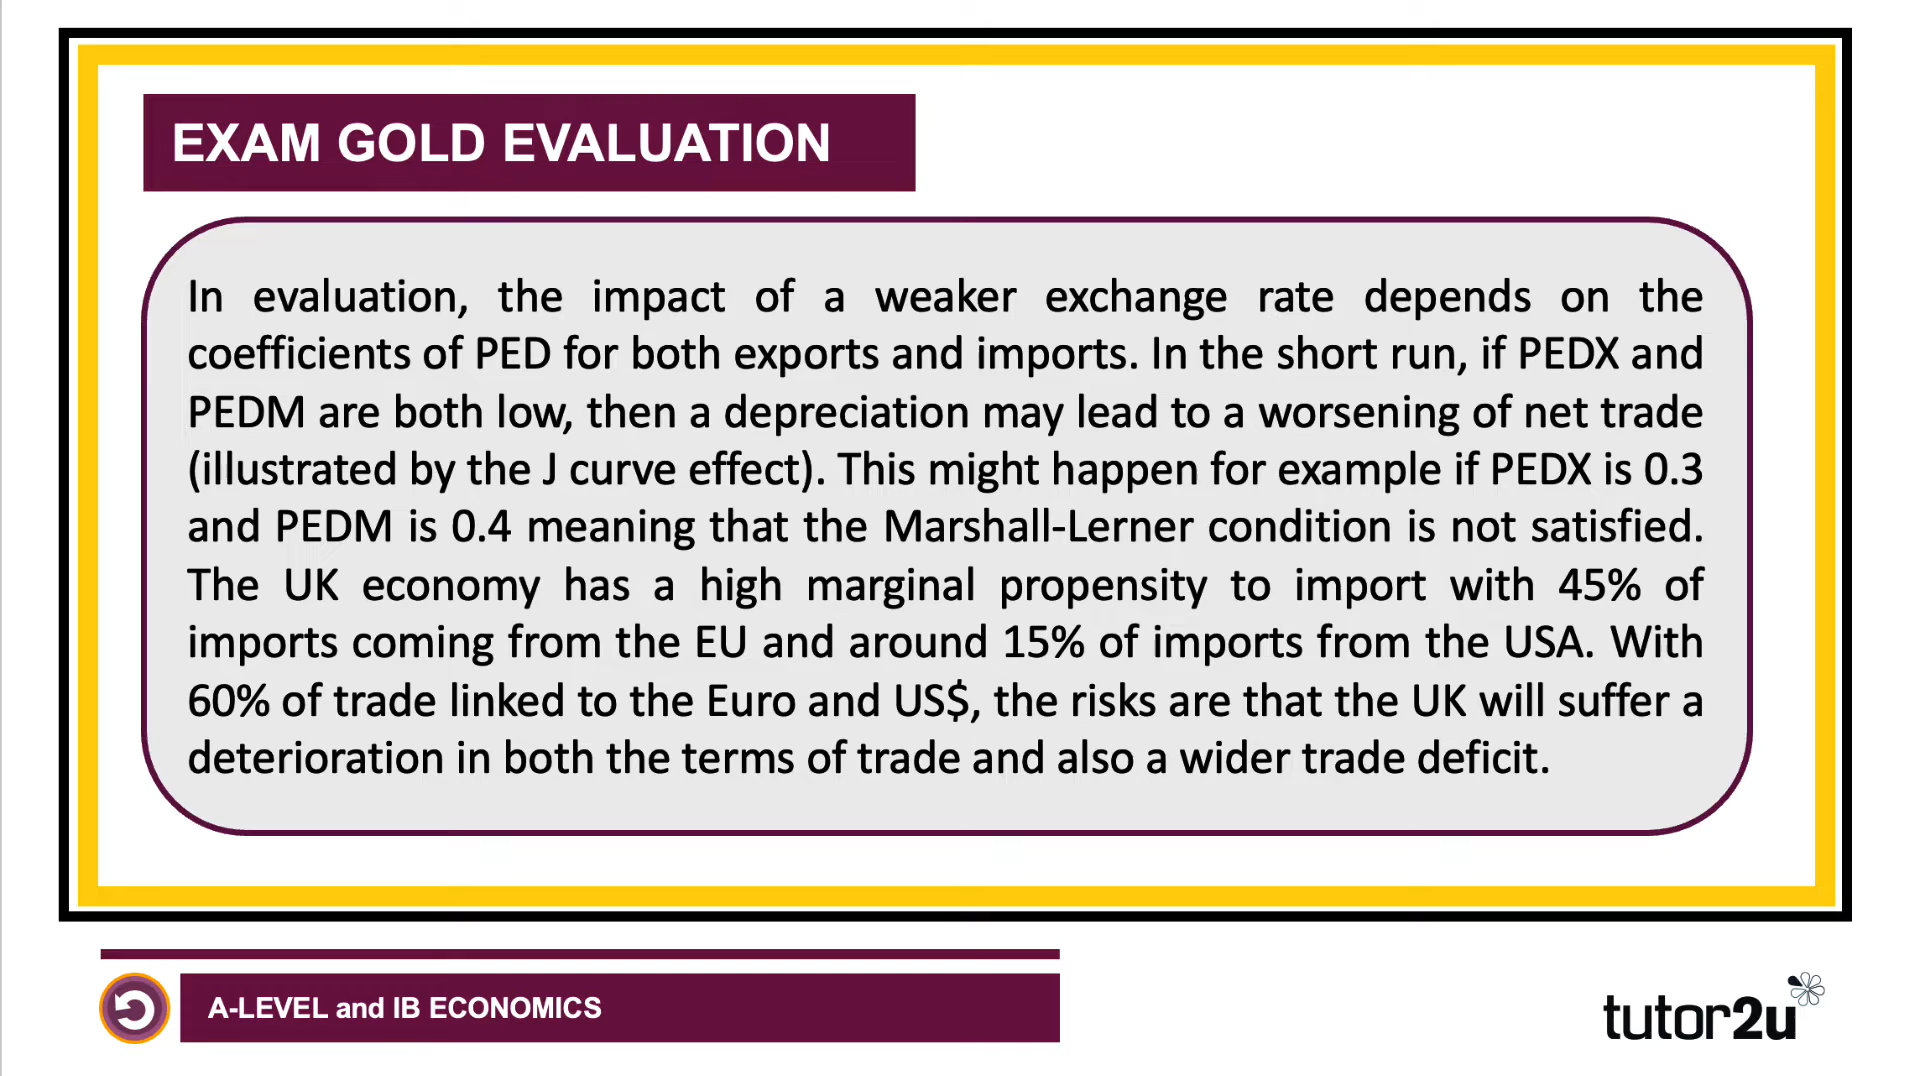 EXAM GOLD EVALUATION
In evaluation, the impact of a weaker exchange rate depends on the
coefficients of PED for both exports and imports. In the short run, if PEDX and
PEDM are both low, then a depreciation may lead to a worsening of net trade
(illustrated by the J curve effect). This might happen for example if PEDX is 0.3
and PEDM is 0.4 meaning that the Marshall-Lerner condition is not satisfied.
The UK economy has a high marginal propensity to import with 45% of
imports coming from the EU and around 15% of imports from the USA. With
60% of trade linked to the Euro and US$, the risks are that the UK will suffer a
deterioration in both the terms of trade and also a wider trade deficit.
A-LEVEL and IB ECONOMICS
tutor2u